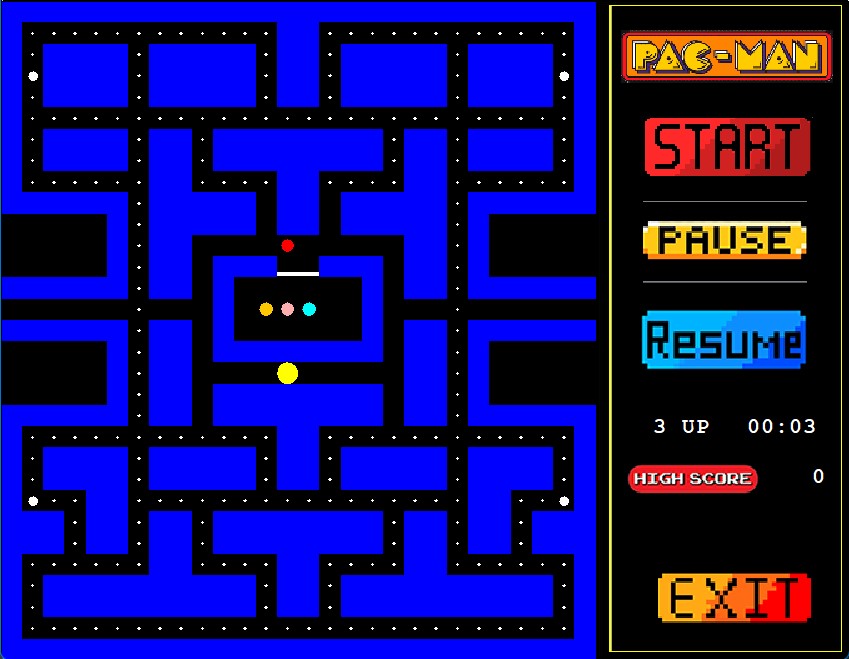 PAC-MAN
START
PAUSE
Resume
3 UP 00:03
HIGH SCORE 0
EXIT